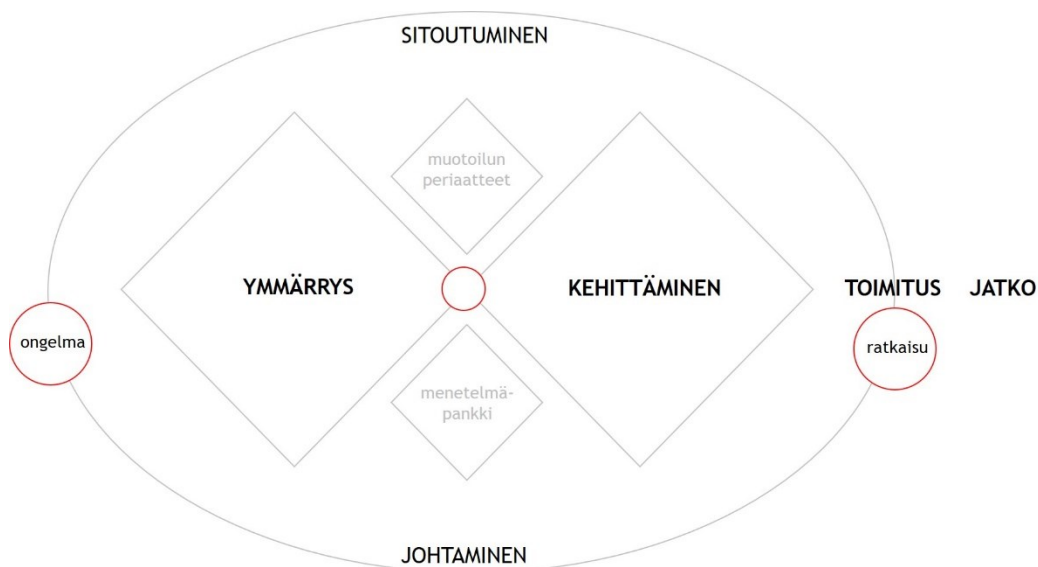 SITOUTUMINEN
muotoilun
periaatteet
YMMÄRRYS
KEHITTÄMINEN
TOIMITUS
JATKO
ongelma
ratkaisu
menetelmä-
pankki
JOHTAMINEN